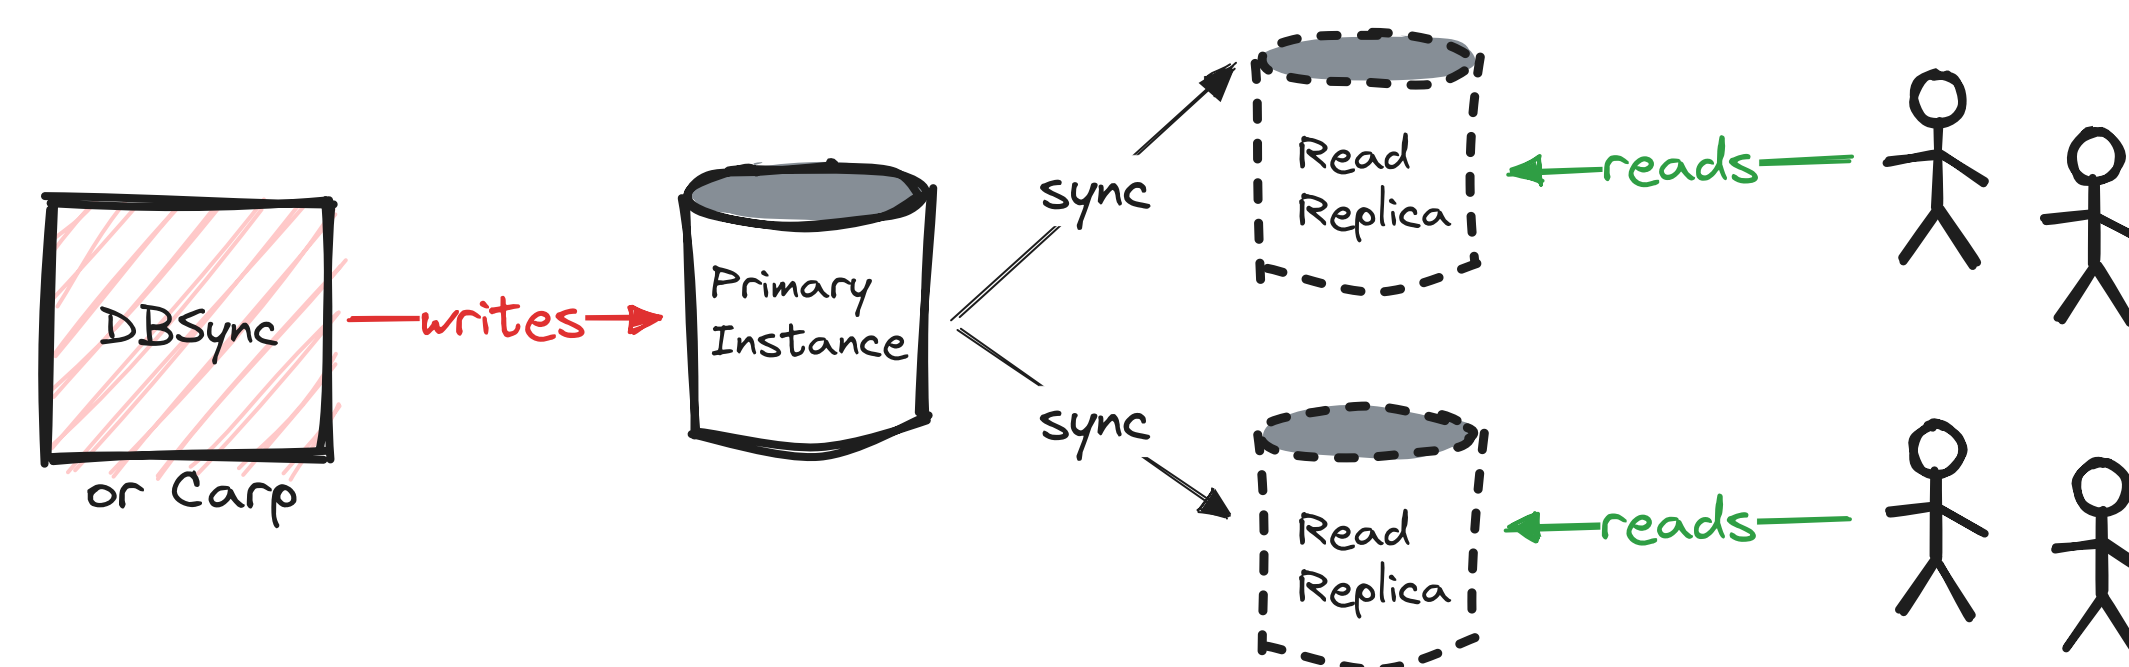 DBSync
or Carp
writes
Primary
Instance
sync
sync
Read
Replica
reads
Read
Replica
reads